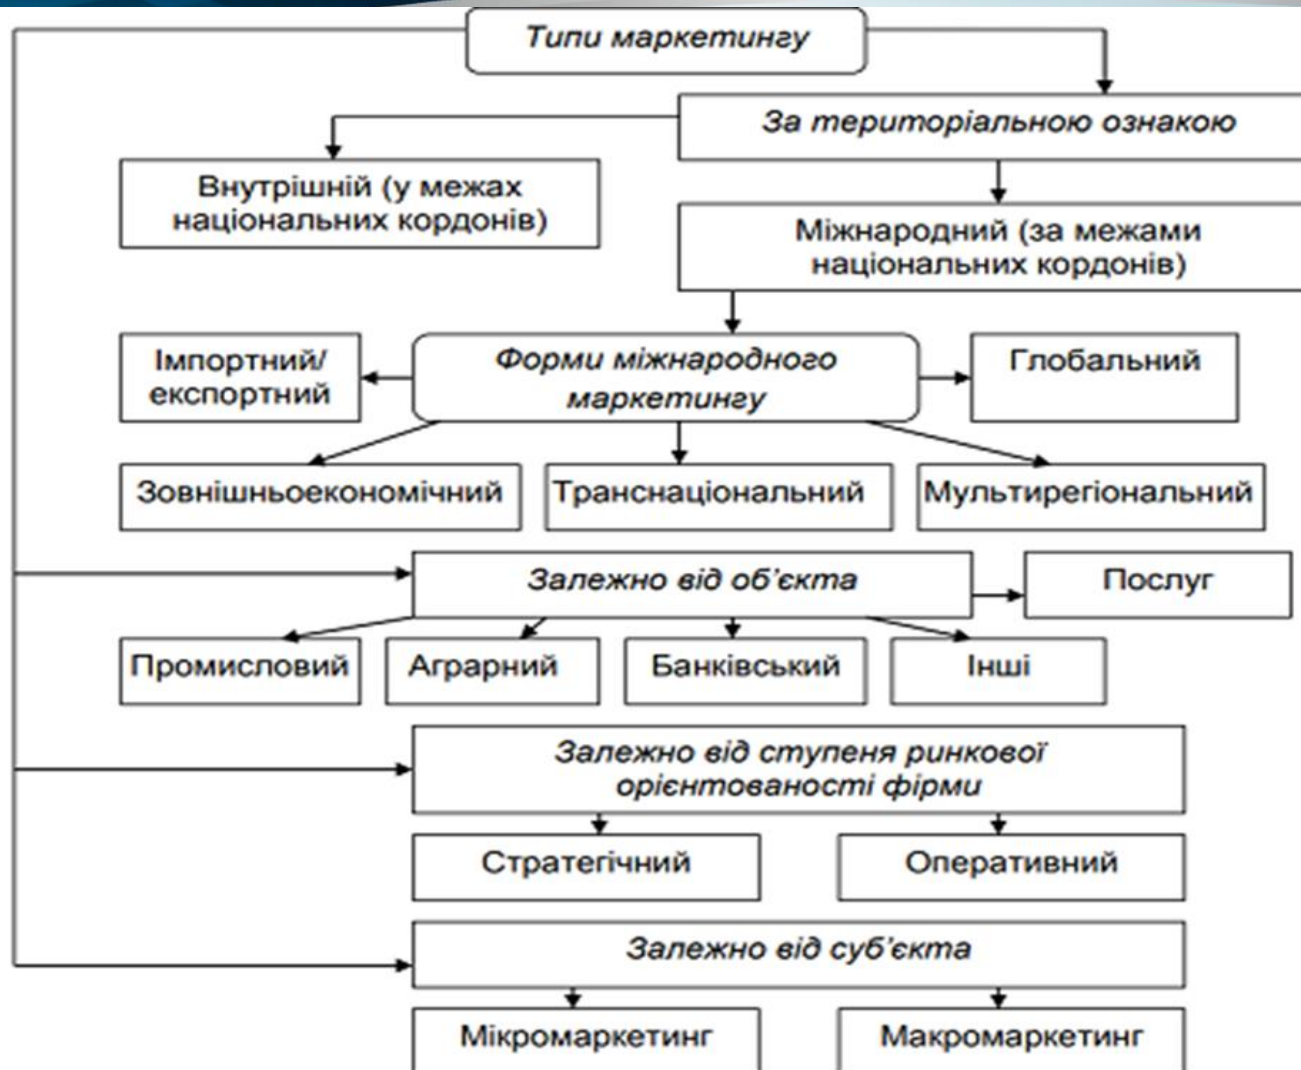 Типи маркетингу
За територіальною ознакою
Внутрішній (у межах
національних кордонів)
Міжнародний (за межами
національних кордонів)
Імпортний/
експортний
Форми міжнародного
маркетингу
Глобальний
Зовнішньоекономічний
Транснаціональний
Мультирегіональний
Залежно від об’єкта
Послуг
Промисловий
Аграрний
Банківський
Інші
Залежно від ступеня ринкової
орієнтованості фірми
Стратегічний
Оперативний
Залежно від суб’єкта
Мікромаркетинг
Макромаркетинг